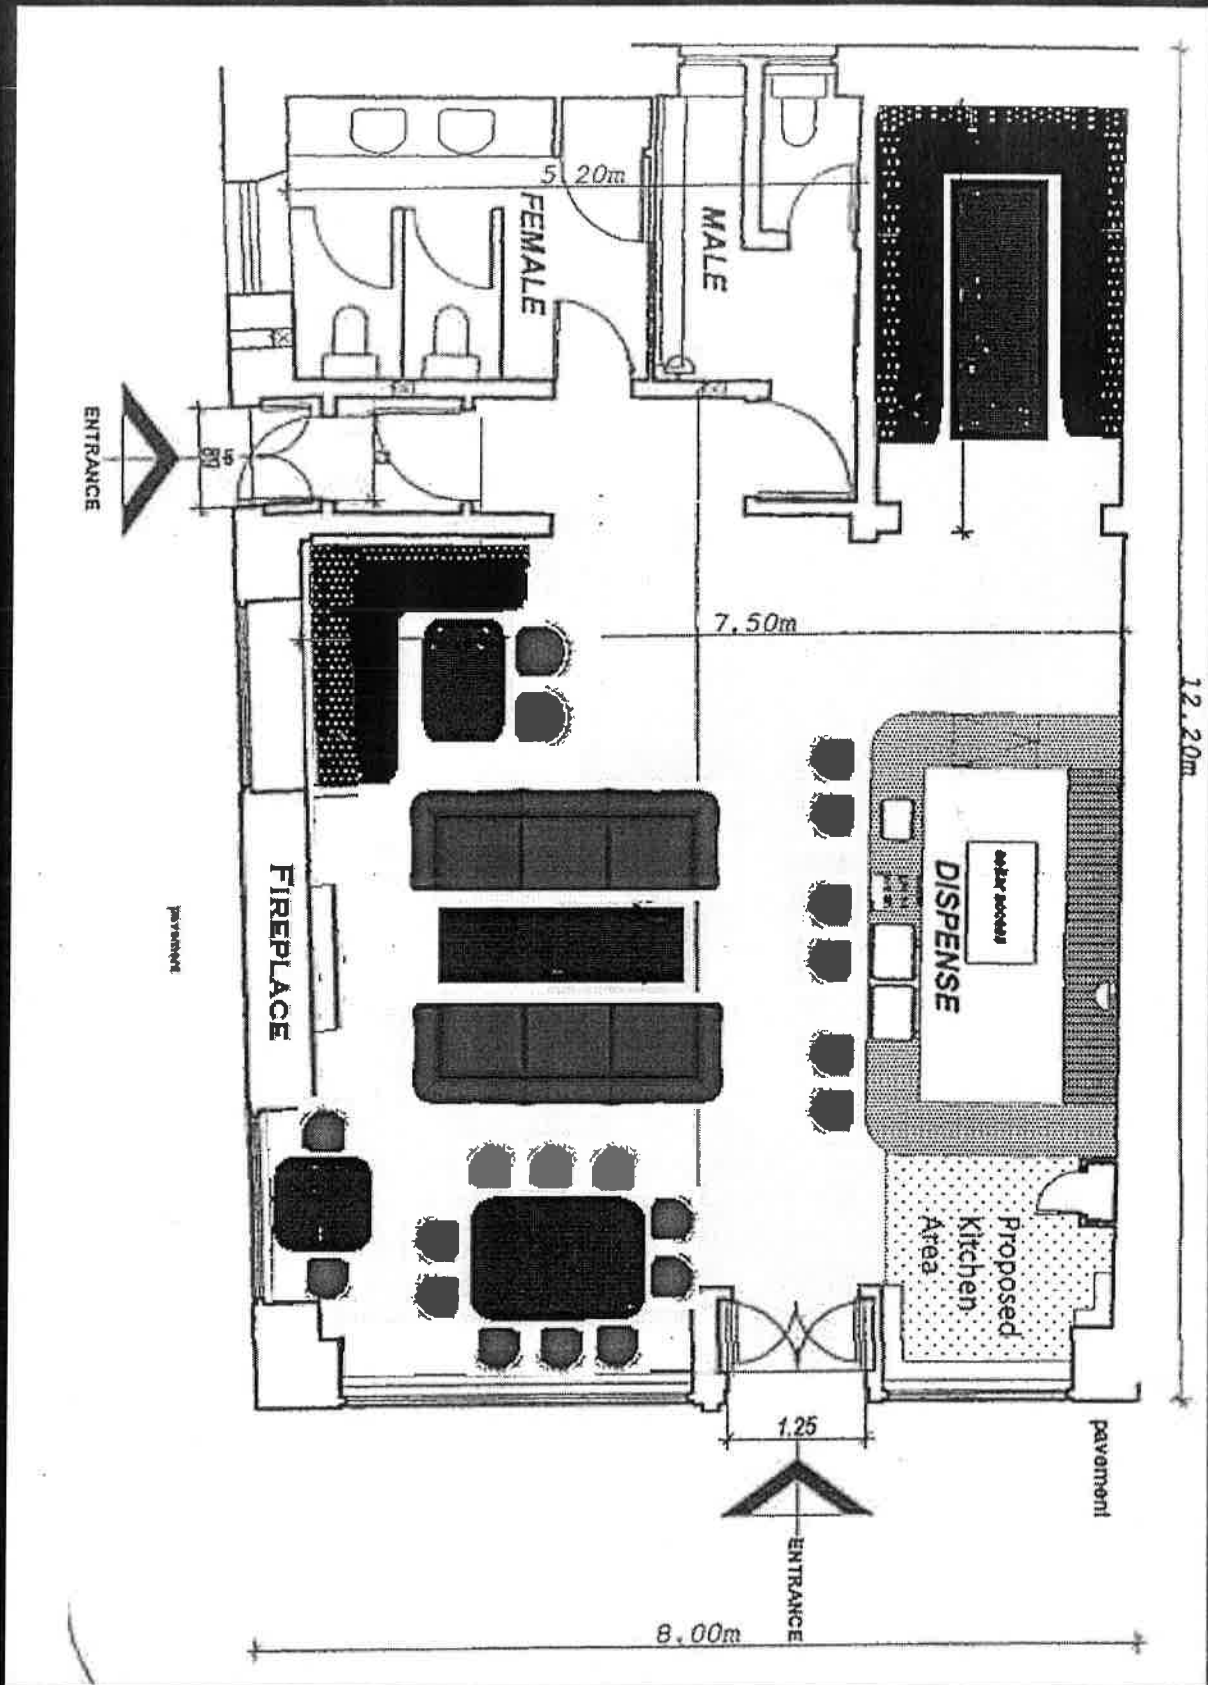 5.20m
FEMALE
MALE
ENTRANCE
7.50m
12.20m
DISPENSE
FIREPLACE
pavement
Proposed
Kitchen
Area
1.25
pavement
ENTRANCE
8.00m